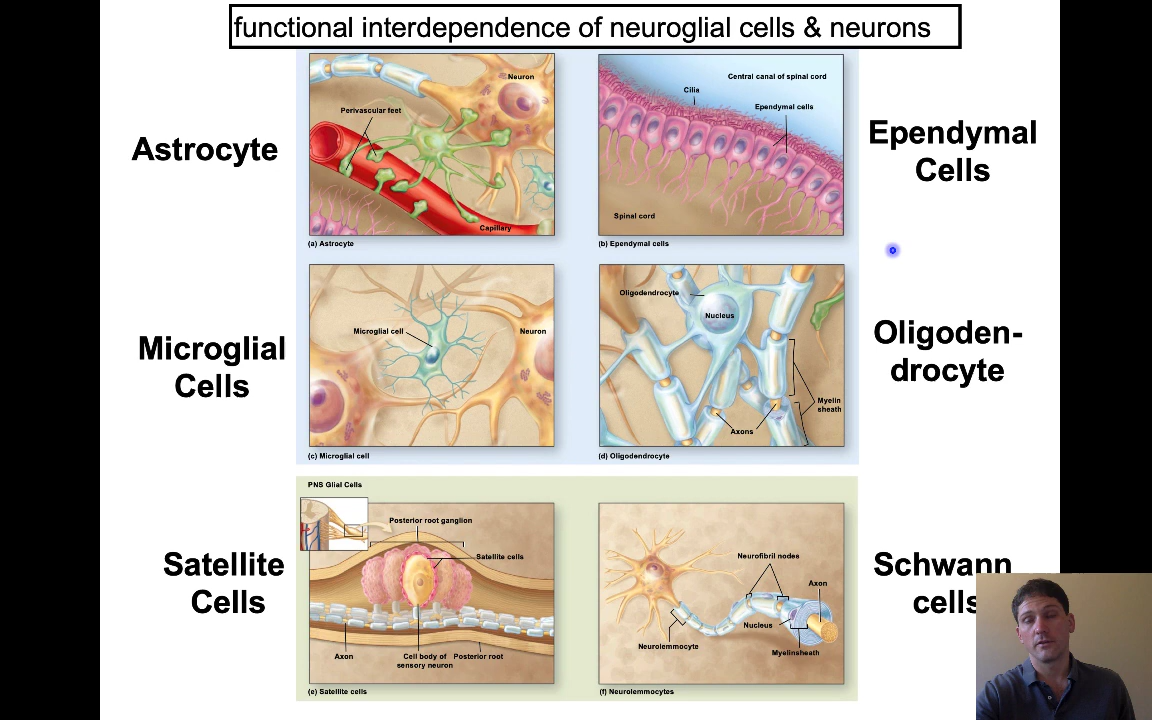 functional interdependence of neuroglial cells & neurons
Astrocyte
Neuron
Perivascular feet
Capillary
(a) Astrocyte
Central canal of spinal cord
Cilia
Ependymal cells
Spinal cord
(b) Ependymal cells
Ependymal
Cells
Microglial
Cells
Microglial cell
Neuron
(c) Microglial cell
Oligodendrocyte
Nucleus
Myelin
sheath
Axons
(d) Oligodendrocyte
Oligoden-
drocyte
PNS Glial Cells
Satellite
Cells
Posterior root ganglion
Satellite cells
Axon
Cell body of
sensory neuron
Posterior root
(e) Satellite cells
Neurofibril nodes
Axon
Nucleus
Neurolemmocyte
Myelinsheath
(f) Neurolemmocytes
Schwann
cells